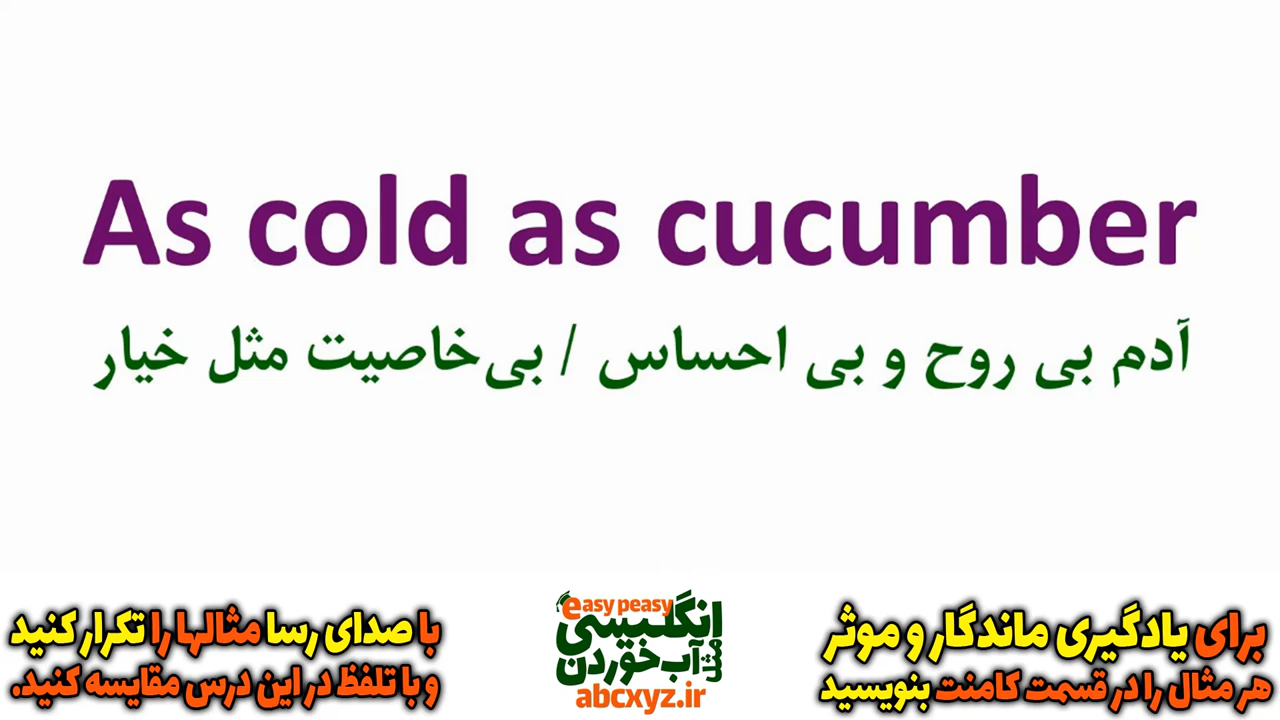 As cold as cucumber
آدم بی روح و بی احساس / بی‌خاصیت مثل خیار
برای یادگیری ماندگار و موثر
هر مثال را در قسمت کامنت بنویسید
easy peasy
انگلیسی
مثل آب خوردن
abcxyz.ir
با صدای رسا مثالها را تکرار کنید
و با تلفظ در این درس مقایسه کنید.